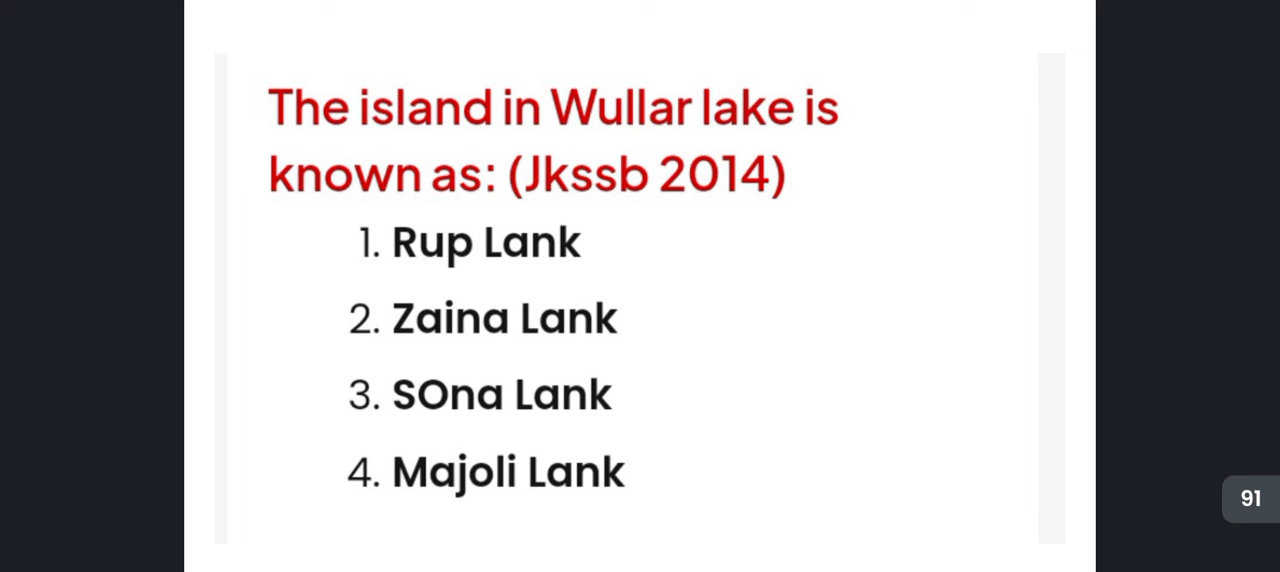 The island in Wullar lake is
known as: (Jkssb 2014)
1. Rup Lank
2. Zaina Lank
3. SOna Lank
4. Majoli Lank
91